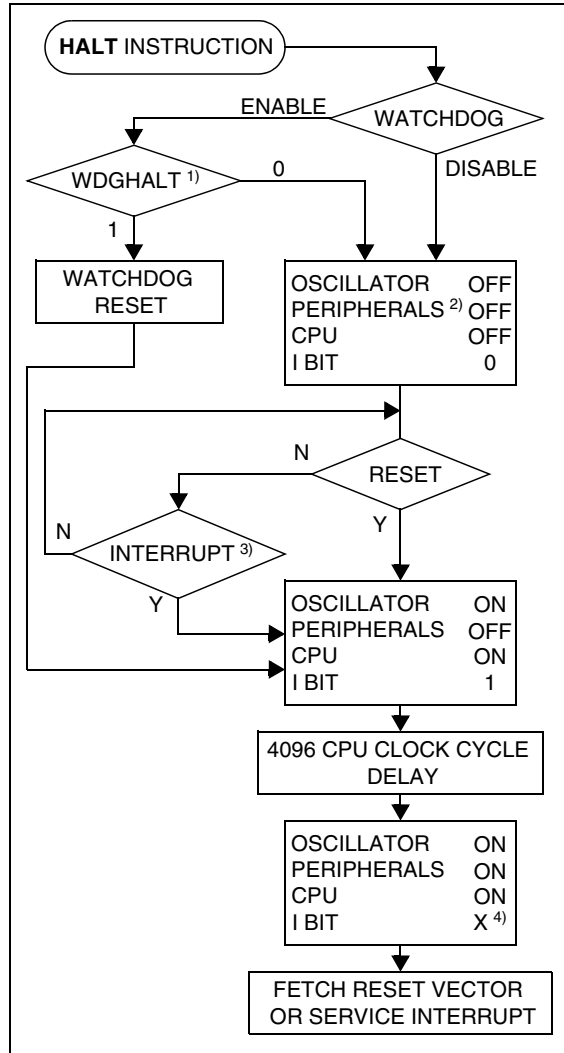 HALT INSTRUCTION
WATCHDOG
ENABLE
DISABLE
WDGHALT 1)
0
1
WATCHDOG
RESET
OSCILLATOR OFF
PERIPHERALS 2) OFF
CPU OFF
I BIT 0
RESET
N
Y
INTERRUPT 3)
N
Y
OSCILLATOR ON
PERIPHERALS OFF
CPU ON
I BIT 1
4096 CPU CLOCK CYCLE
DELAY
OSCILLATOR ON
PERIPHERALS ON
CPU ON
I BIT X 4)
FETCH RESET VECTOR
OR SERVICE INTERRUPT